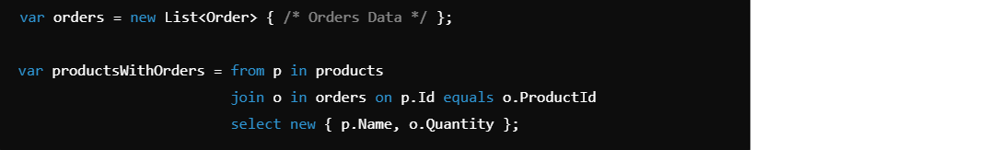 var orders = new List<Order> { /* Orders Data */ };
var productsWithOrders = from p in products
join o in orders on p.Id equals o.ProductId
select new { p.Name, o.Quantity };